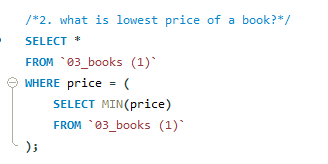 /*2. what is lowest price of a book?*/
SELECT *
FROM `03_books (1)`
WHERE price = (
SELECT MIN(price)
FROM `03_books (1)`
);